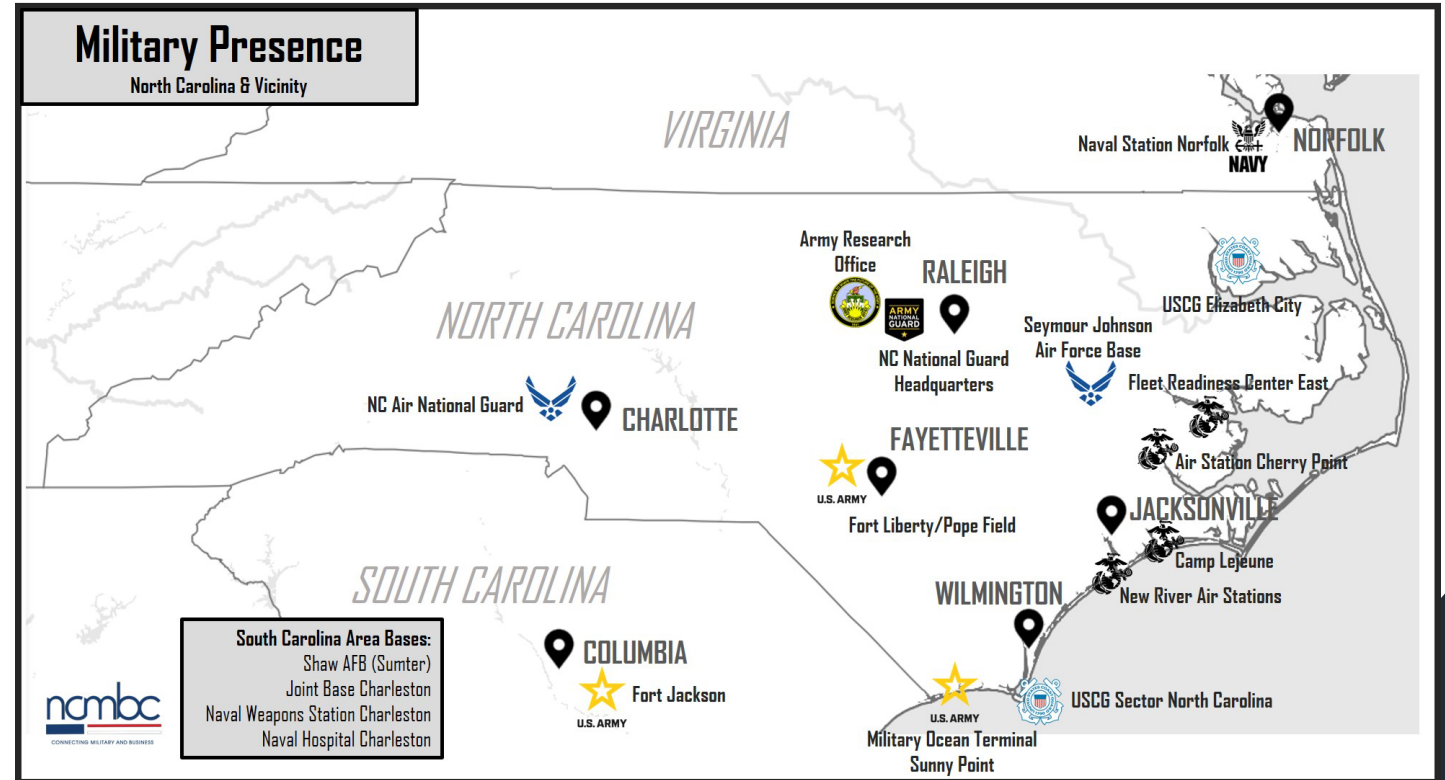 Military Presence
North Carolina & Vicinity
VIRGINIA
Naval Station Norfolk
NAVY
NORFOLK
Army Research
Office
RALEIGH
ARMY
NATIONAL
GUARD
NC National Guard
Headquarters
USCG Elizabeth City
NORTH CAROLINA
Seymour Johnson
Air Force Base
Fleet Readiness Center East
NC Air National Guard
CHARLOTTE
FAYETTEVILLE
U.S. ARMY
Fort Liberty/Pope Field
Air Station Cherry Point
JACKSONVILLE
Camp Lejeune
New River Air Stations
SOUTH CAROLINA
WILMINGTON
South Carolina Area Bases:
Shaw AFB (Sumter)
Joint Base Charleston
Naval Weapons Station Charleston
Naval Hospital Charleston
COLUMBIA
Fort Jackson
U.S. ARMY
USCG Sector North Carolina
U.S. ARMY
Military Ocean Terminal
Sunny Point
ncmbc
CONNECTING MILITARY AND BUSINESS